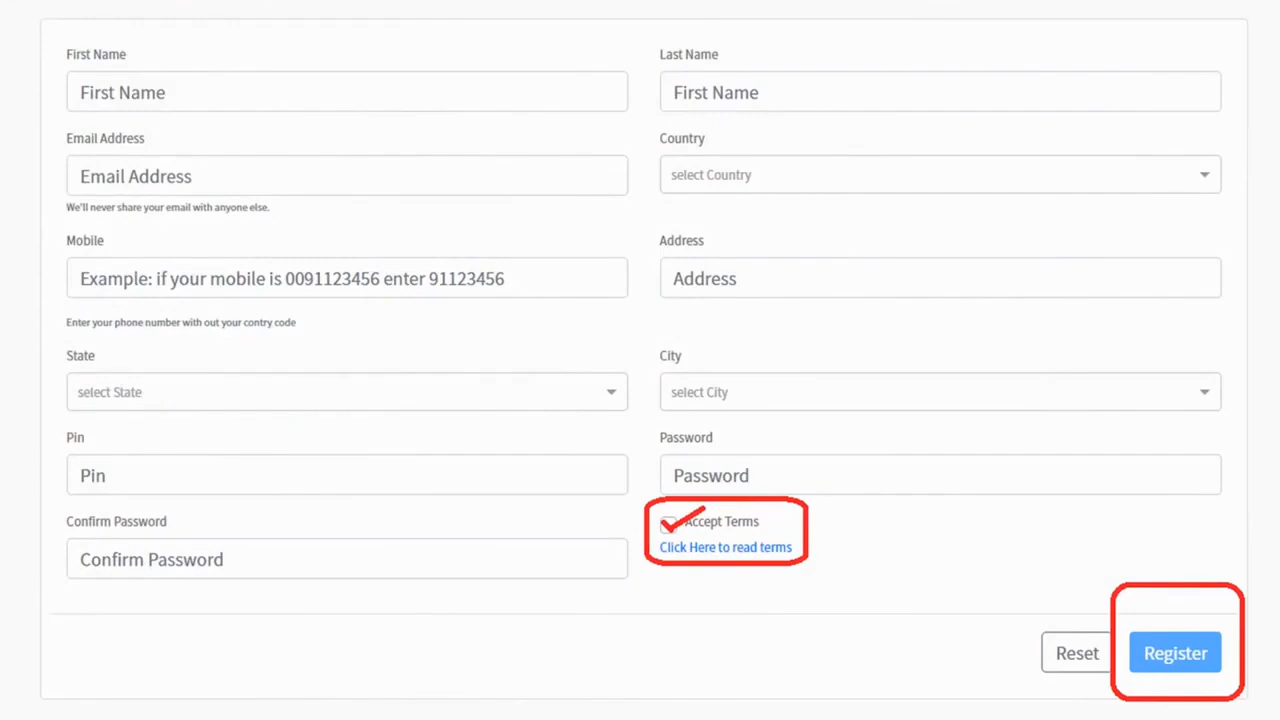 First Name
Last Name
First Name
First Name
Email Address
Country
Email Address
select Country
We'll never share your email with anyone else.
Mobile
Address
Example: if your mobile is 0091123456 enter 91123456
Address
Enter your phone number with out your contry code
State
City
select State
select City
Pin
Password
Pin
Password
Confirm Password
Accept Terms
Click Here to read terms
Confirm Password
Reset
Register